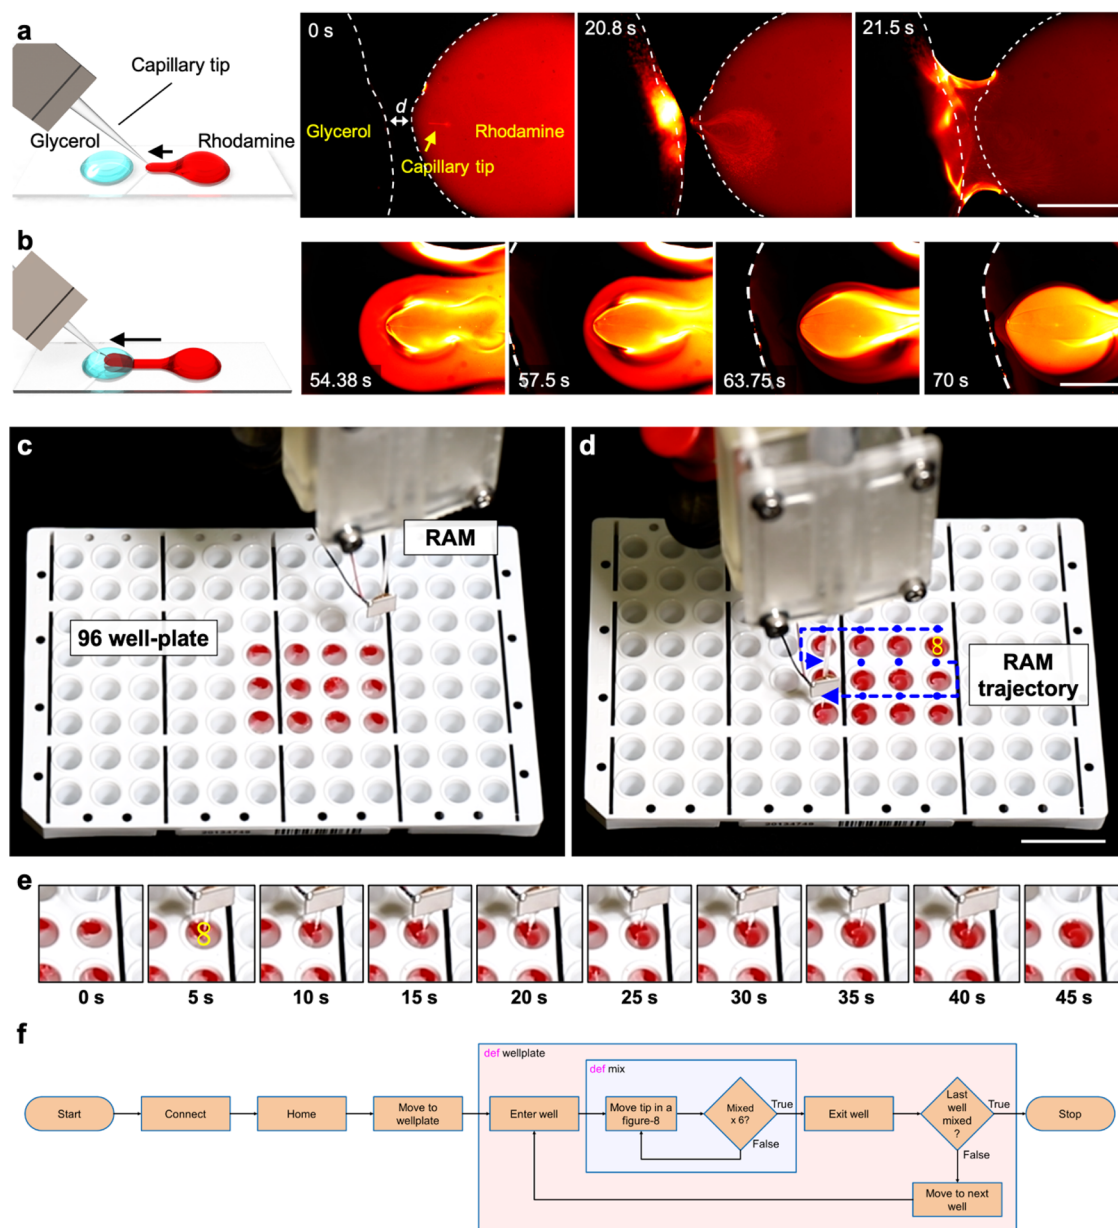 a
Capillary tip
Glycerol
Rhodamine
0 s
d
Glycerol
Rhodamine
Capillary tip
20.8 s
21.5 s
b
54.38 s
57.5 s
63.75 s
70 s
c
RAM
96 well-plate
d
RAM
trajectory
e
0 s
5 s
10 s
15 s
20 s
25 s
30 s
35 s
40 s
45 s
f
def wellplate
def mix
Start
Connect
Home
Move to
wellplate
Enter well
Move tip in a
figure-8
Mixed
x 6?
True
False
Exit well
Last
well
mixed
?
True
False
Stop
Move to next
well